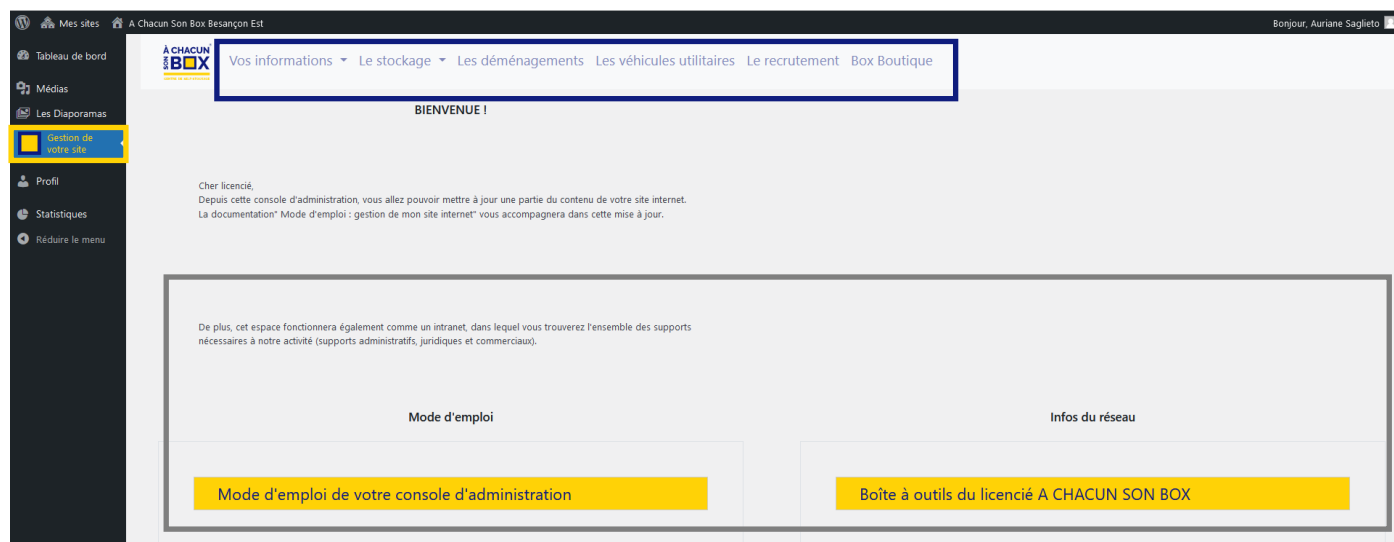 Mes sites
A Chacun Son Box Besançon Est
Bonjour, Auriane Saglieto
Tableau de bord
Médias
Les Diaporamas
Gestion de
votre site
Profil
Statistiques
Réduire le menu
À CHACUN
SON
BOX
Vos informations
Le stockage
Les déménagements
Les véhicules utilitaires
Le recrutement
Box Boutique
BIENVENUE !
Cher licencié,
Depuis cette console d'administration, vous allez pouvoir mettre à jour une partie du contenu de votre site internet.
La documentation" Mode d'emploi : gestion de mon site internet" vous accompagnera dans cette mise à jour.
De plus, cet espace fonctionnera également comme un intranet, dans lequel vous trouverez l'ensemble des supports
nécessaires à notre activité (supports administratifs, juridiques et commerciaux).
Mode d'emploi
Infos du réseau
Mode d'emploi de votre console d'administration
Boîte à outils du licencié A CHACUN SON BOX